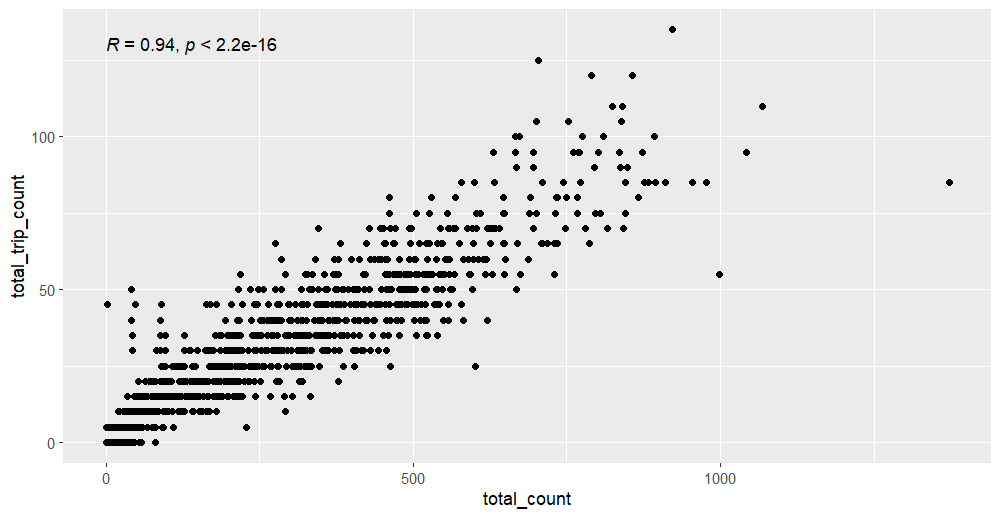 R = 0.94, p < 2.2e-16
100
50
0
total_trip_count
0 500 1000
total_count